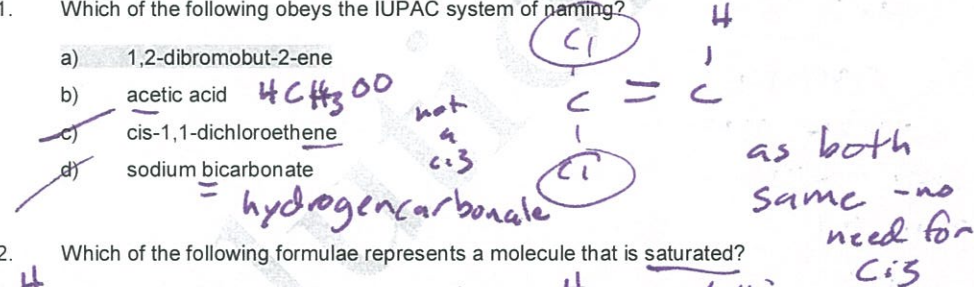 1. Which of the following obeys the IUPAC system of naming?
a) 1,2-dibromobut-2-ene
b) acetic acid HCH3OO
c) cis-1,1-dichloroethene
d) sodium bicarbonate
= hydrogencarbonate
not
a
cis
Cl H
C = C
Cl
as both
same - no
need for
cis
2. Which of the following formulae represents a molecule that is saturated?
H H